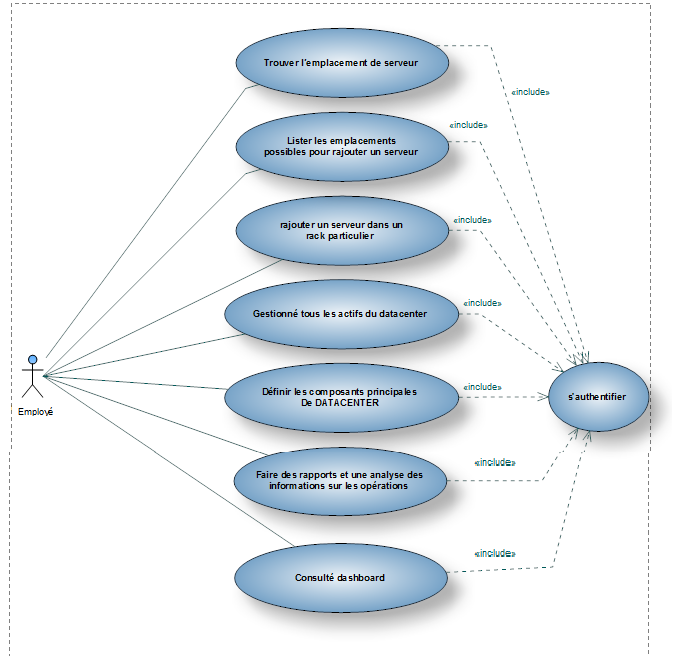 Trouver l'emplacement de serveur
«include»
«include»
Lister les emplacements
possibles pour rajouter un serveur
«include»
rajouter un serveur dans un
rack particulier
«include»
Gestionné tous les actifs du datacenter
«include»
Définir les composants principales
De DATACENTER
s'authentifier
Employé
«include»
Faire des rapports et une analyse des
informations sur les opérations
«include»
Consulté dashboard